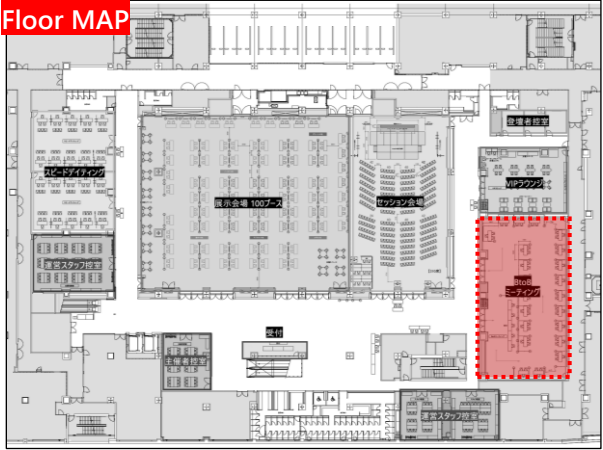 Floor MAP
登壇者控室
スピードデイティング
VIPラウンジ
展示会場 100ブース
セッション会場
運営スタッフ控室
BtoB
ミーティング
受付
主催者控室
運営スタッフ控室